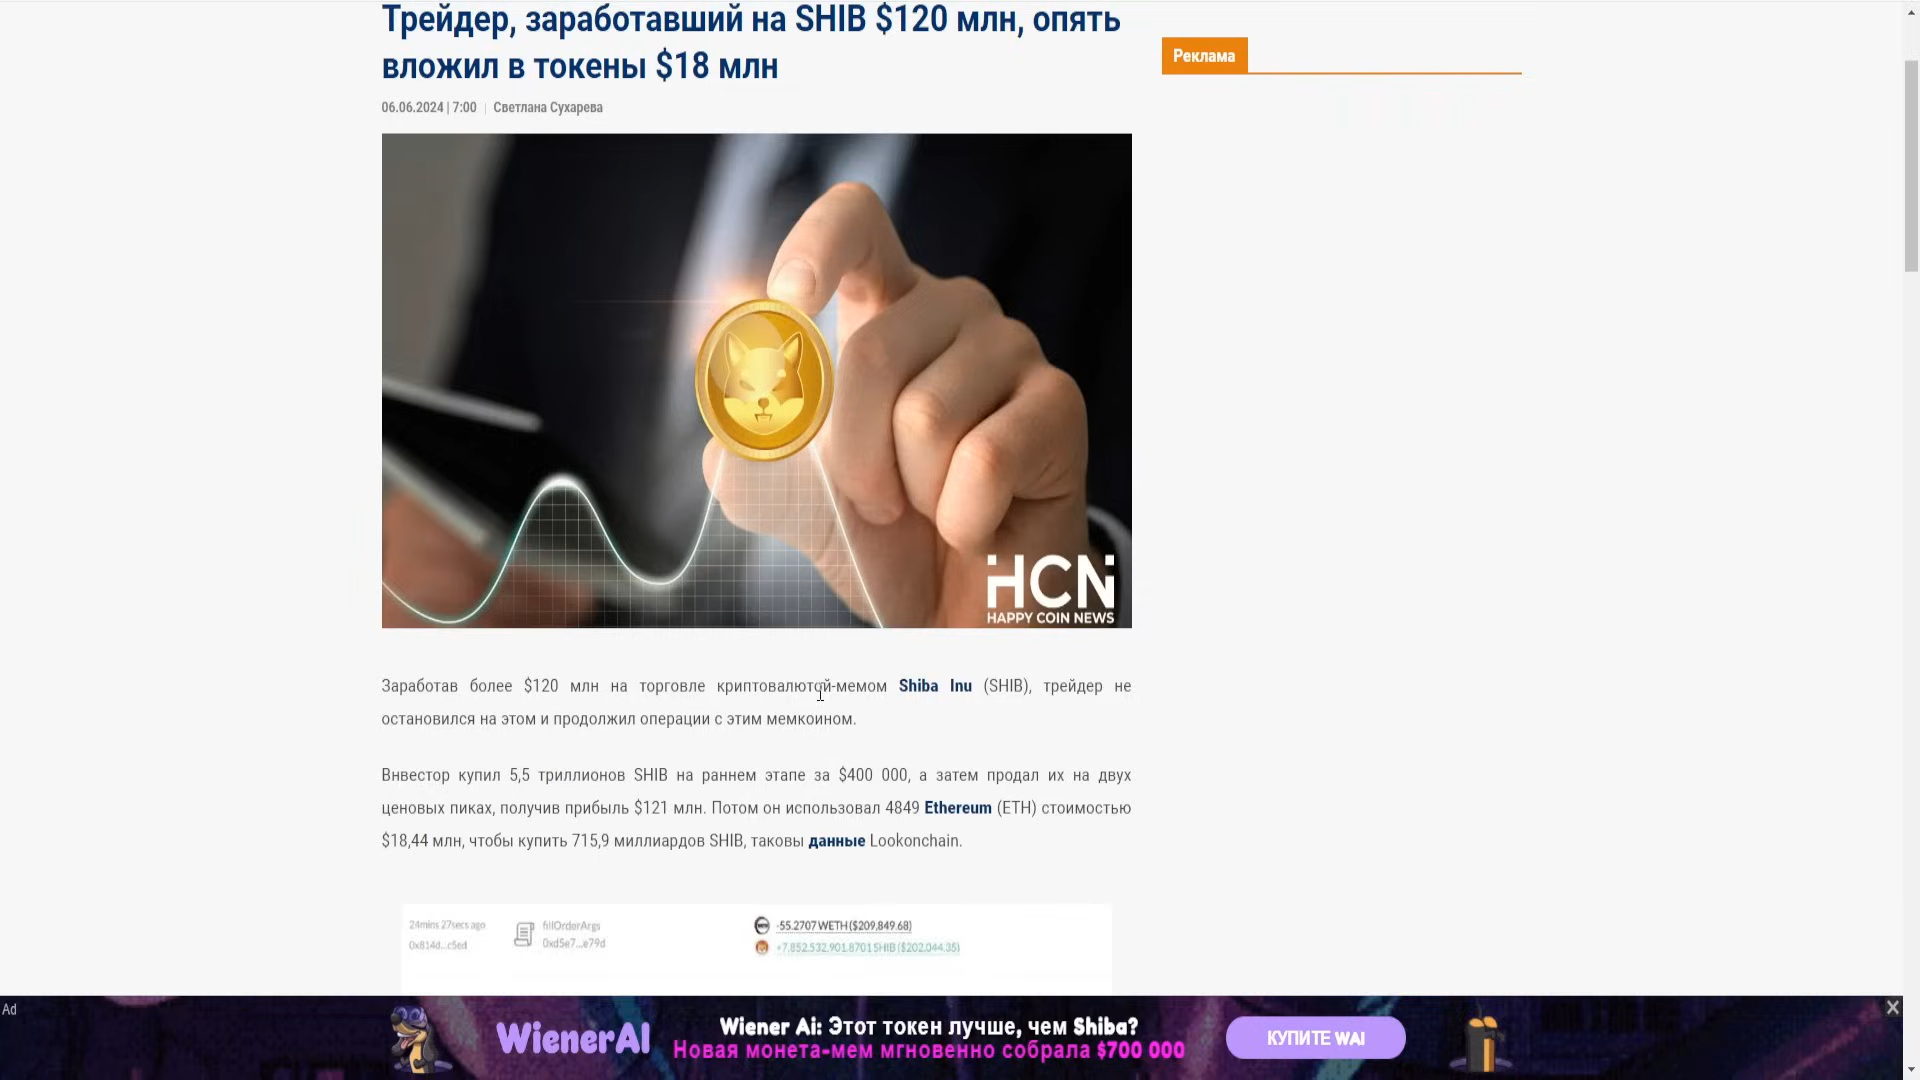 Трейдер, заработавший на SHIB $120 млн, опять
вложил в токены $18 млн
06.06.2024 | 7:00 | Светлана Сухарева
Реклама
HCN
HAPPY COIN NEWS
Заработав более $120 млн на торговле криптовалютой-мемом Shiba Inu (SHIB), трейдер не
остановился на этом и продолжил операции с этим мемкоином.
Внвестор купил 5,5 триллионов SHIB на раннем этапе за $400 000, а затем продал их на двух
ценовых пиках, получив прибыль $121 млн. Потом он использовал 4849 Ethereum (ETH) стоимостью
$18,44 млн, чтобы купить 715,9 миллиардов SHIB, таковы данные Lookonchain.
24mins 27secs ago
fillOrderArgs
-55.2707 WETH ($209,849.68)
0x814d...c5ed
0xd5e7...e79d
+7,852,532,901.8701 SHIB ($202,044.35)
Ad
WienerAI
Wiener Ai: Этот токен лучше, чем Shiba?
Новая монета-мем мгновенно собрала $700 000
КУПИТЕ WAI